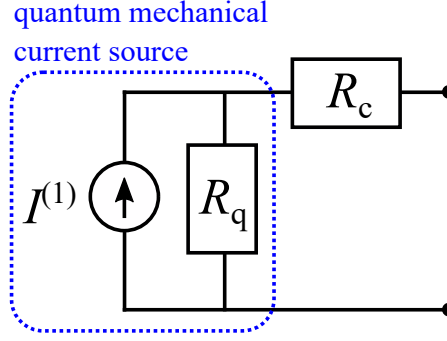 quantum mechanical
current source
R_c
I^(1)
R_q